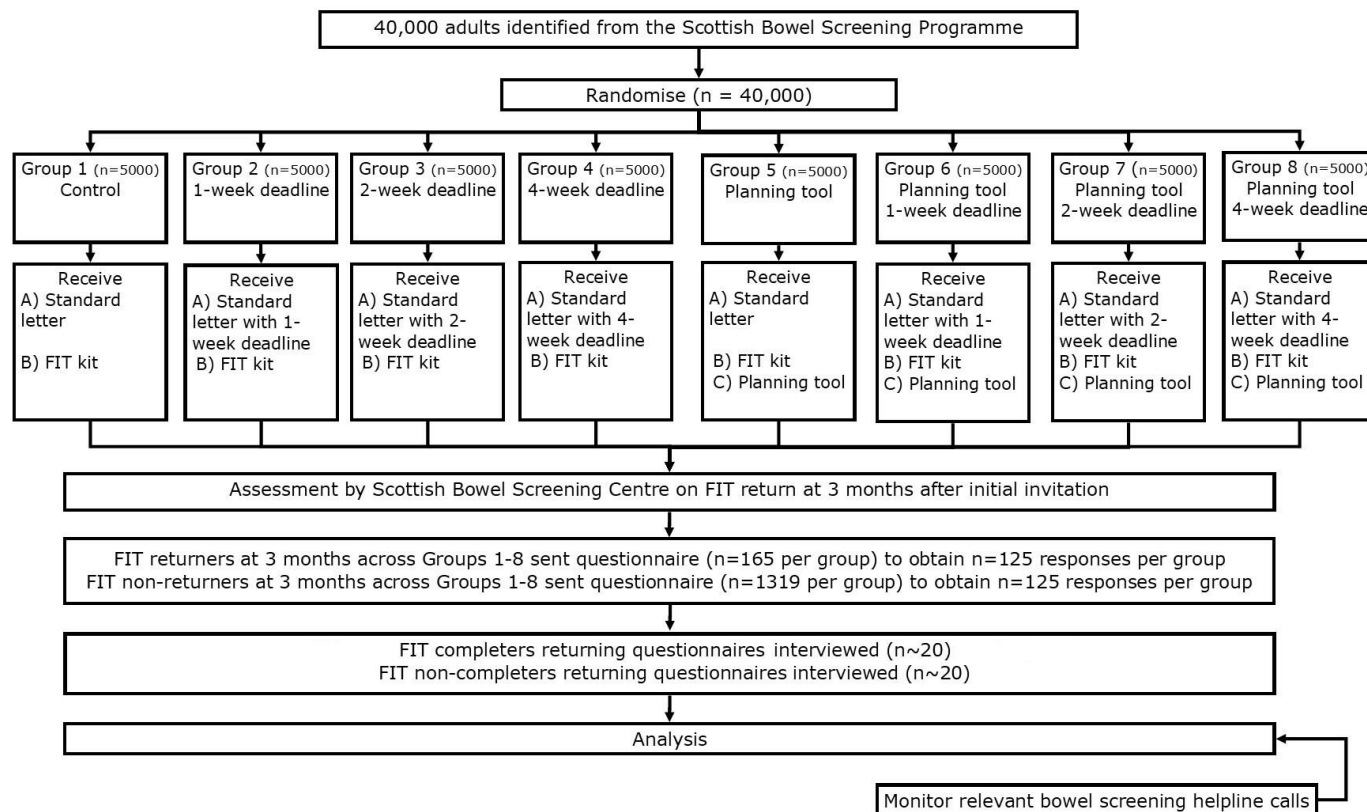 40,000 adults identified from the Scottish Bowel Screening Programme
Randomise (n = 40,000)
Group 1 (n=5000)
Control
Group 2 (n=5000)
1-week deadline
Group 3 (n=5000)
2-week deadline
Group 4 (n=5000)
4-week deadline
Group 5 (n=5000)
Planning tool
Group 6 (n=5000)
Planning tool
1-week deadline
Group 7 (n=5000)
Planning tool
2-week deadline
Group 8 (n=5000)
Planning tool
4-week deadline
Receive
A) Standard
letter
B) FIT kit
Receive
A) Standard
letter with 1-
week deadline
B) FIT kit
Receive
A) Standard
letter with 2-
week deadline
B) FIT kit
Receive
A) Standard
letter with 4-
week deadline
B) FIT kit
Receive
A) Standard
letter
B) FIT kit
C) Planning tool
Receive
A) Standard
letter with 1-
week deadline
B) FIT kit
C) Planning tool
Receive
A) Standard
letter with 2-
week deadline
B) FIT kit
C) Planning tool
Receive
A) Standard
letter with 4-
week deadline
B) FIT kit
C) Planning tool
Assessment by Scottish Bowel Screening Centre on FIT return at 3 months after initial invitation
FIT returners at 3 months across Groups 1-8 sent questionnaire (n=165 per group) to obtain n=125 responses per group
FIT non-returners at 3 months across Groups 1-8 sent questionnaire (n=1319 per group) to obtain n=125 responses per group
FIT completers returning questionnaires interviewed (n~20)
FIT non-completers returning questionnaires interviewed (n~20)
Analysis
Monitor relevant bowel screening helpline calls